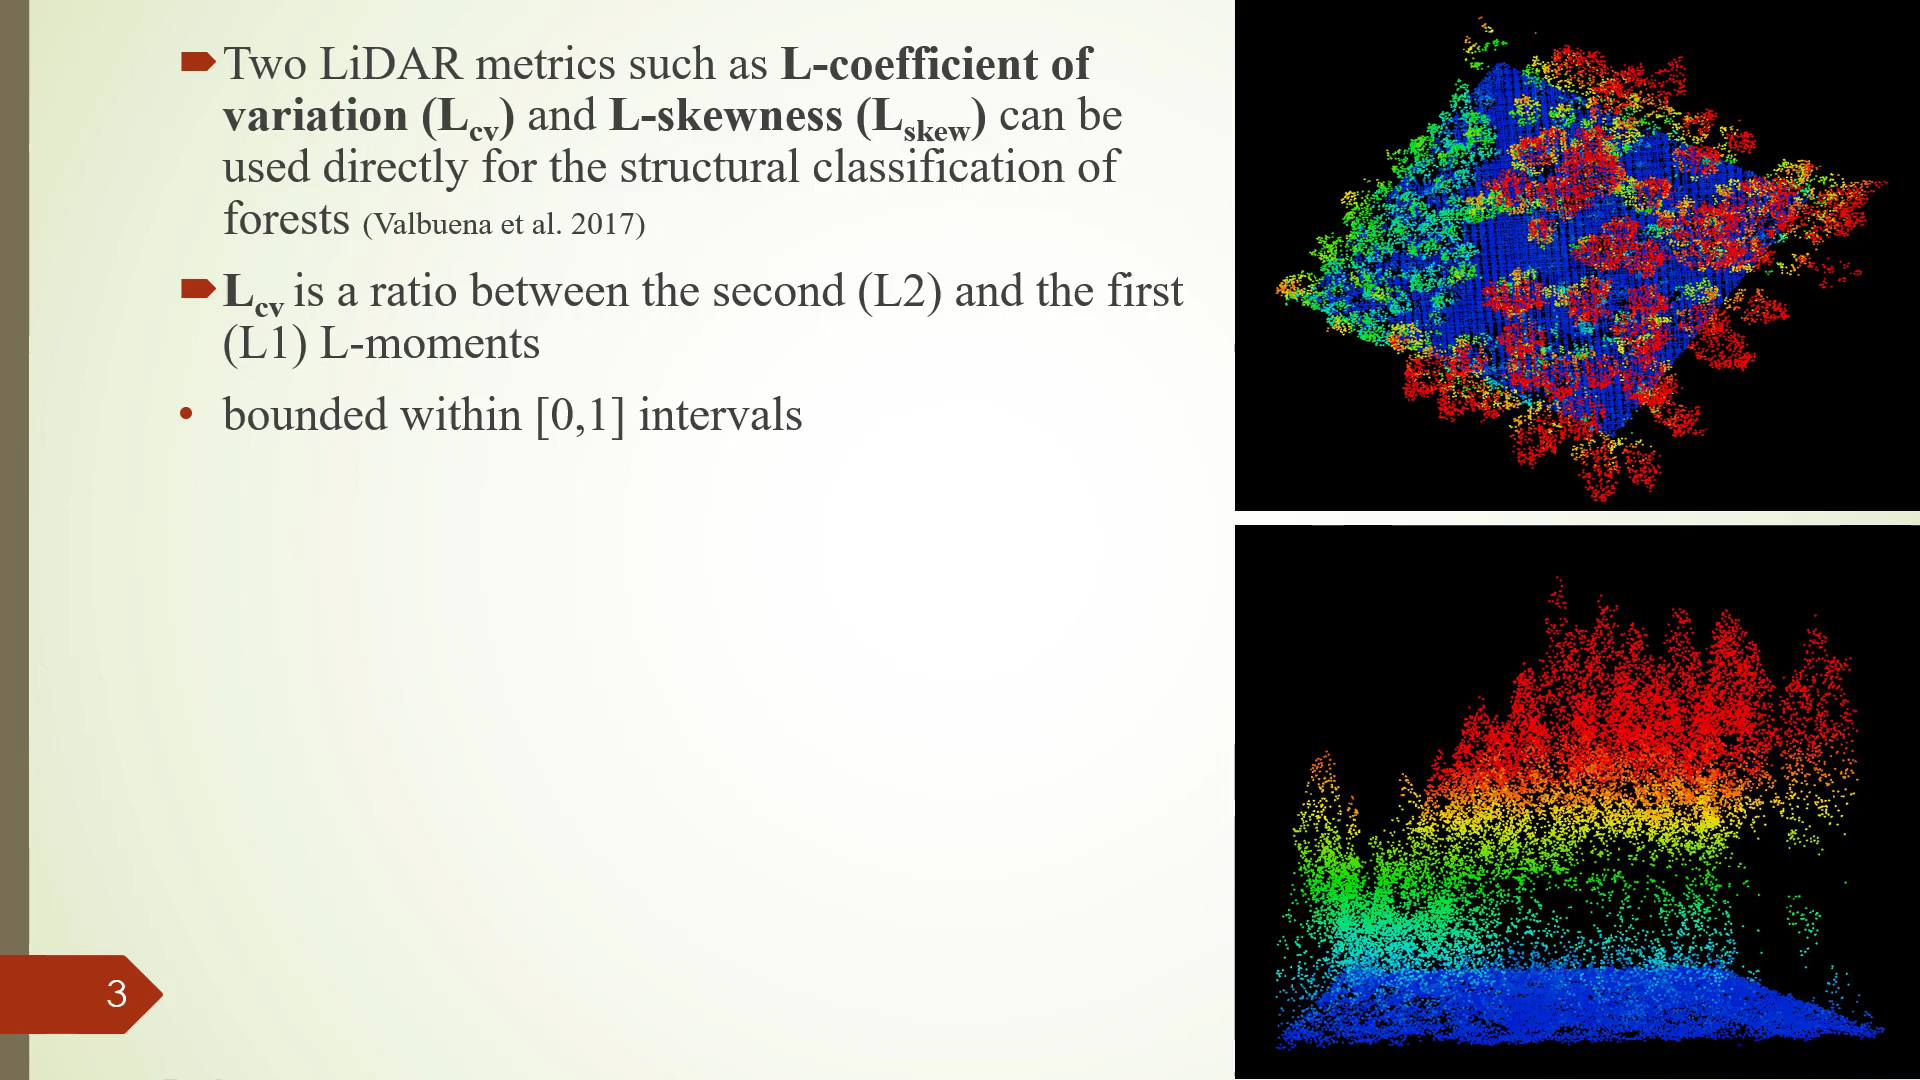 Two LiDAR metrics such as L-coefficient of
variation (Lcv) and L-skewness (Lskew) can be
used directly for the structural classification of
forests (Valbuena et al. 2017)
Lcv is a ratio between the second (L2) and the first
(L1) L-moments
• bounded within [0,1] intervals
3